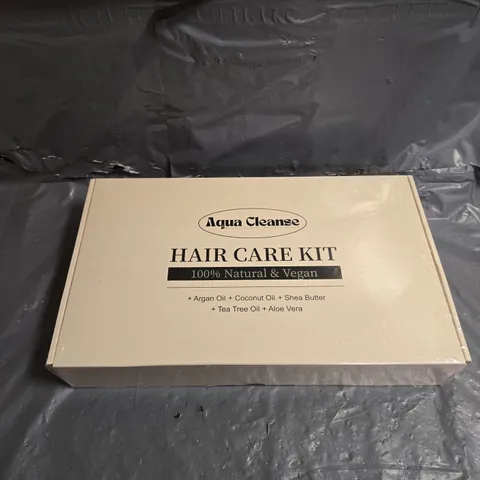 Aqua Cleanse
HAIR CARE KIT
100% Natural & Vegan
+ Argan Oil + Coconut Oil + Shea Butter
+ Tea Tree Oil + Aloe Vera